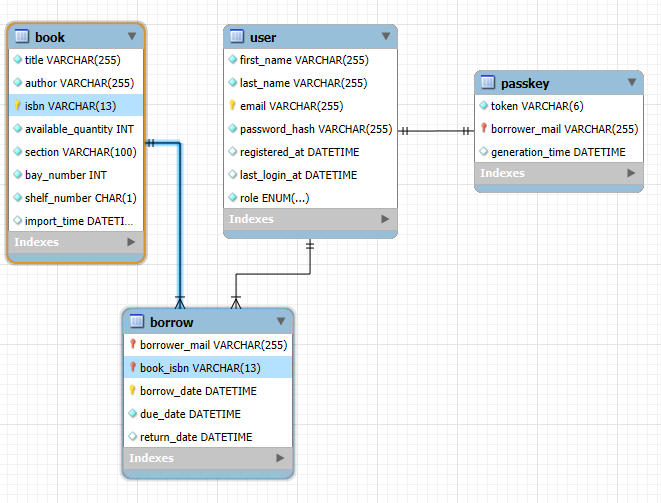 book
title VARCHAR(255)
author VARCHAR(255)
isbn VARCHAR(13)
available_quantity INT
section VARCHAR(100)
bay_number INT
shelf_number CHAR(1)
import_time DATETI...
Indexes
user
first_name VARCHAR(255)
last_name VARCHAR(255)
email VARCHAR(255)
password_hash VARCHAR(255)
registered_at DATETIME
last_login_at DATETIME
role ENUM(...)
Indexes
passkey
token VARCHAR(6)
borrower_mail VARCHAR(255)
generation_time DATETIME
Indexes
borrow
borrower_mail VARCHAR(255)
book_isbn VARCHAR(13)
borrow_date DATETIME
due_date DATETIME
return_date DATETIME
Indexes